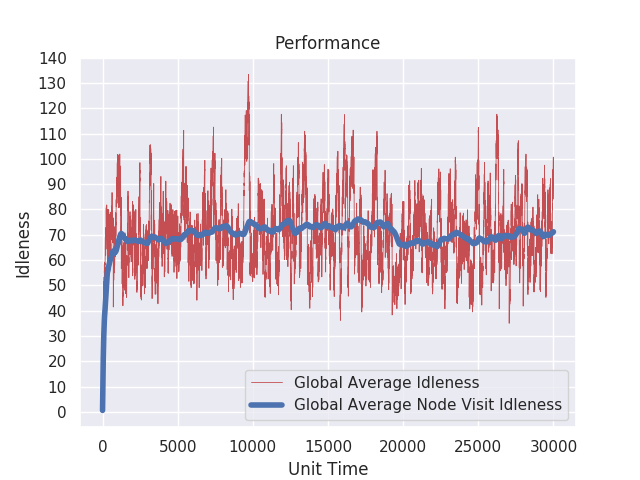 Performance
140
130
120
110
100
90
80
70
60
50
40
30
20
10
0
Idleness
Global Average Idleness
Global Average Node Visit Idleness
0 5000 10000 15000 20000 25000 30000
Unit Time